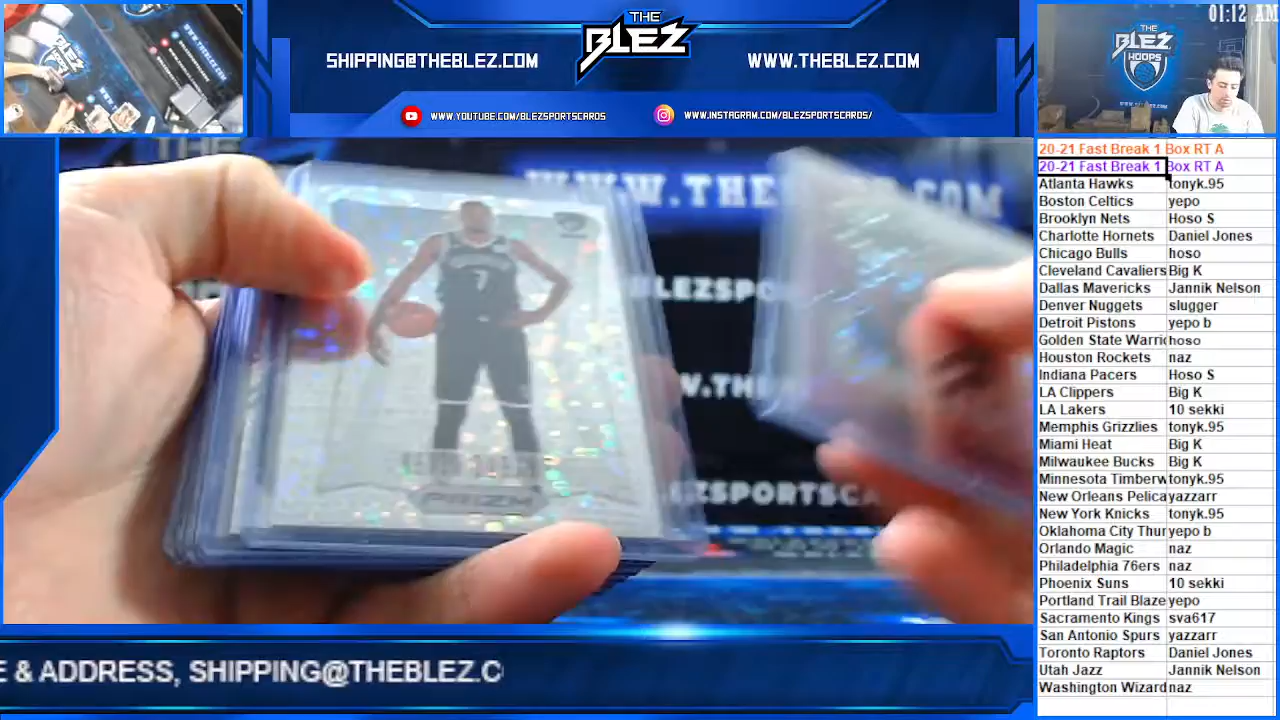 THE
BLEZ
SHIPPING@THEBLEZ.COM
WWW.THEBLEZ.COM
WWW.YOUTUBE.COM/BLEZSPORTSCARDS
WWW.INSTAGRAM.COM/BLEZSPORTSCARDS/
01:12 AM
THE
BLEZ
HOOPS
20-21 Fast Break 1 Box RT A
20-21 Fast Break 1 Box RT A
Atlanta Hawks tonyk.95
Boston Celtics yepo
Brooklyn Nets Hoso S
Charlotte Hornets Daniel Jones
Chicago Bulls hoso
Cleveland Cavaliers Big K
Dallas Mavericks Jannik Nelson
Denver Nuggets slugger
Detroit Pistons yepo b
Golden State Warri hoso
Houston Rockets naz
Indiana Pacers Hoso S
LA Clippers Big K
LA Lakers 10 sekki
Memphis Grizzlies tonyk.95
Miami Heat Big K
Milwaukee Bucks Big K
Minnesota Timberw tonyk.95
New Orleans Pelica yazzarr
New York Knicks tonyk.95
Oklahoma City Thur yepo b
Orlando Magic naz
Philadelphia 76ers naz
Phoenix Suns 10 sekki
Portland Trail Blaze yepo
Sacramento Kings sva617
San Antonio Spurs yazzarr
Toronto Raptors Daniel Jones
Utah Jazz Jannik Nelson
Washington Wizard naz
WWW.TH
7
PRIZM
E & ADDRESS, SHIPPING@THEBLEZ.C